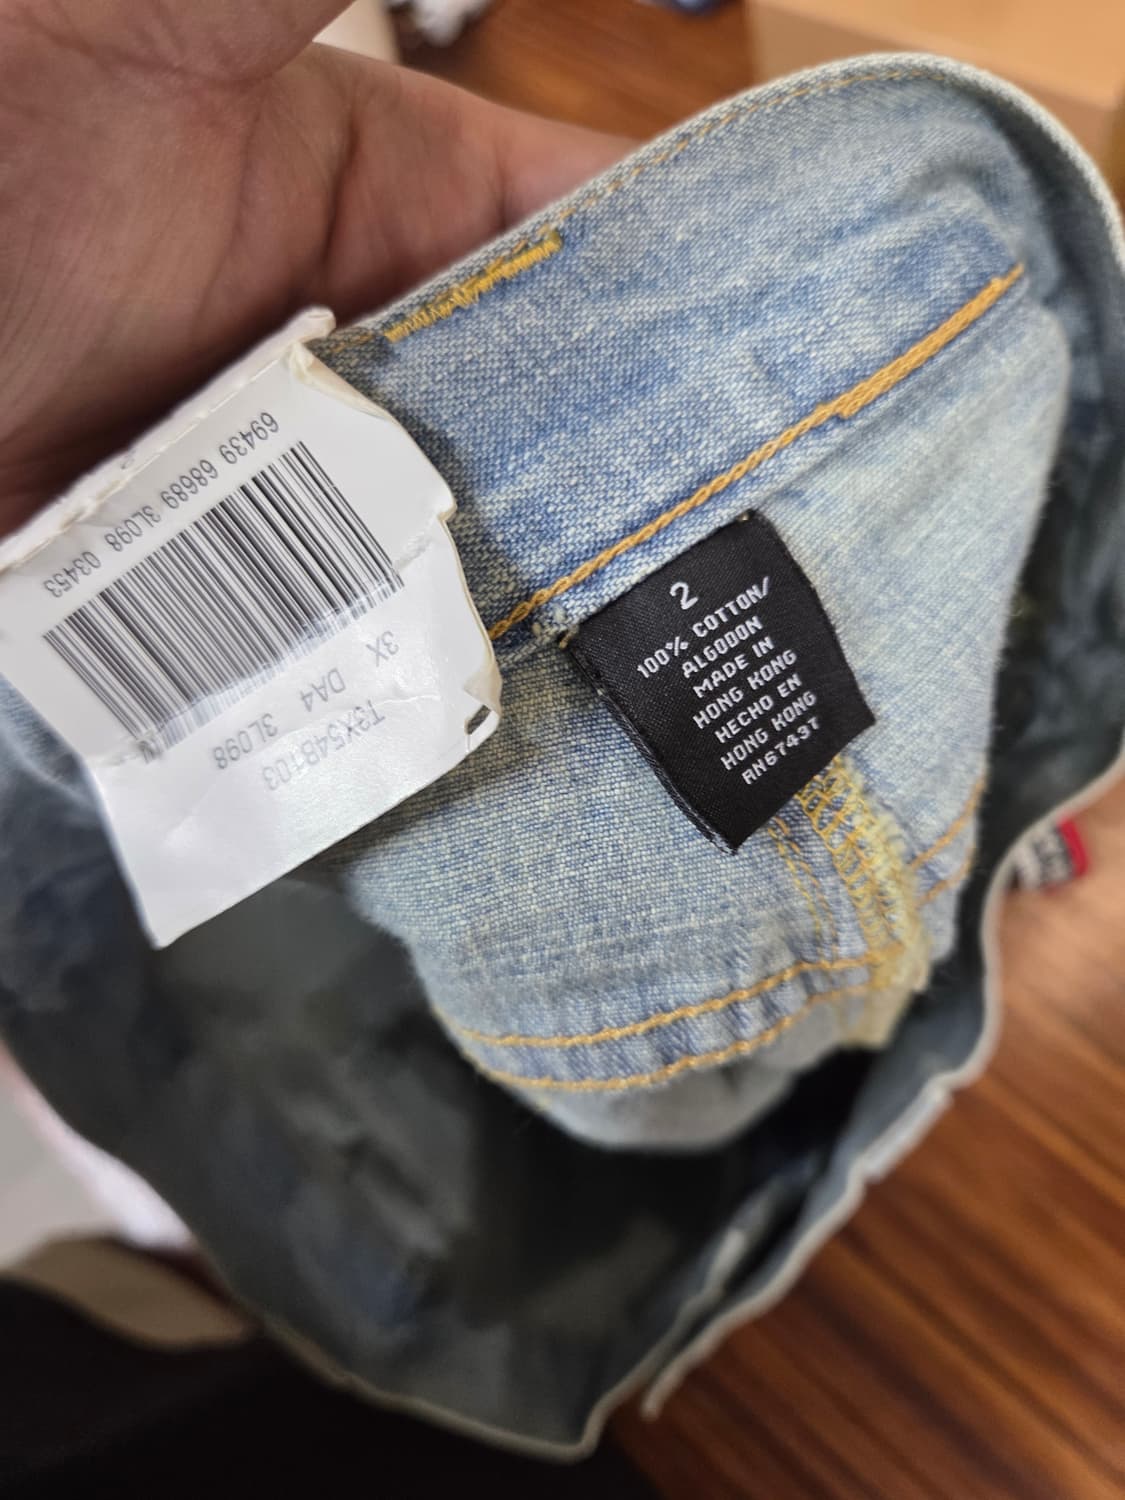 69439 68689 3L098 03453
3X DA4 3L098
T3X548103
2
100% COTTON/
ALGODON
MADE IN
HONG KONG
HECHO EN
HONG KONG
RN67437